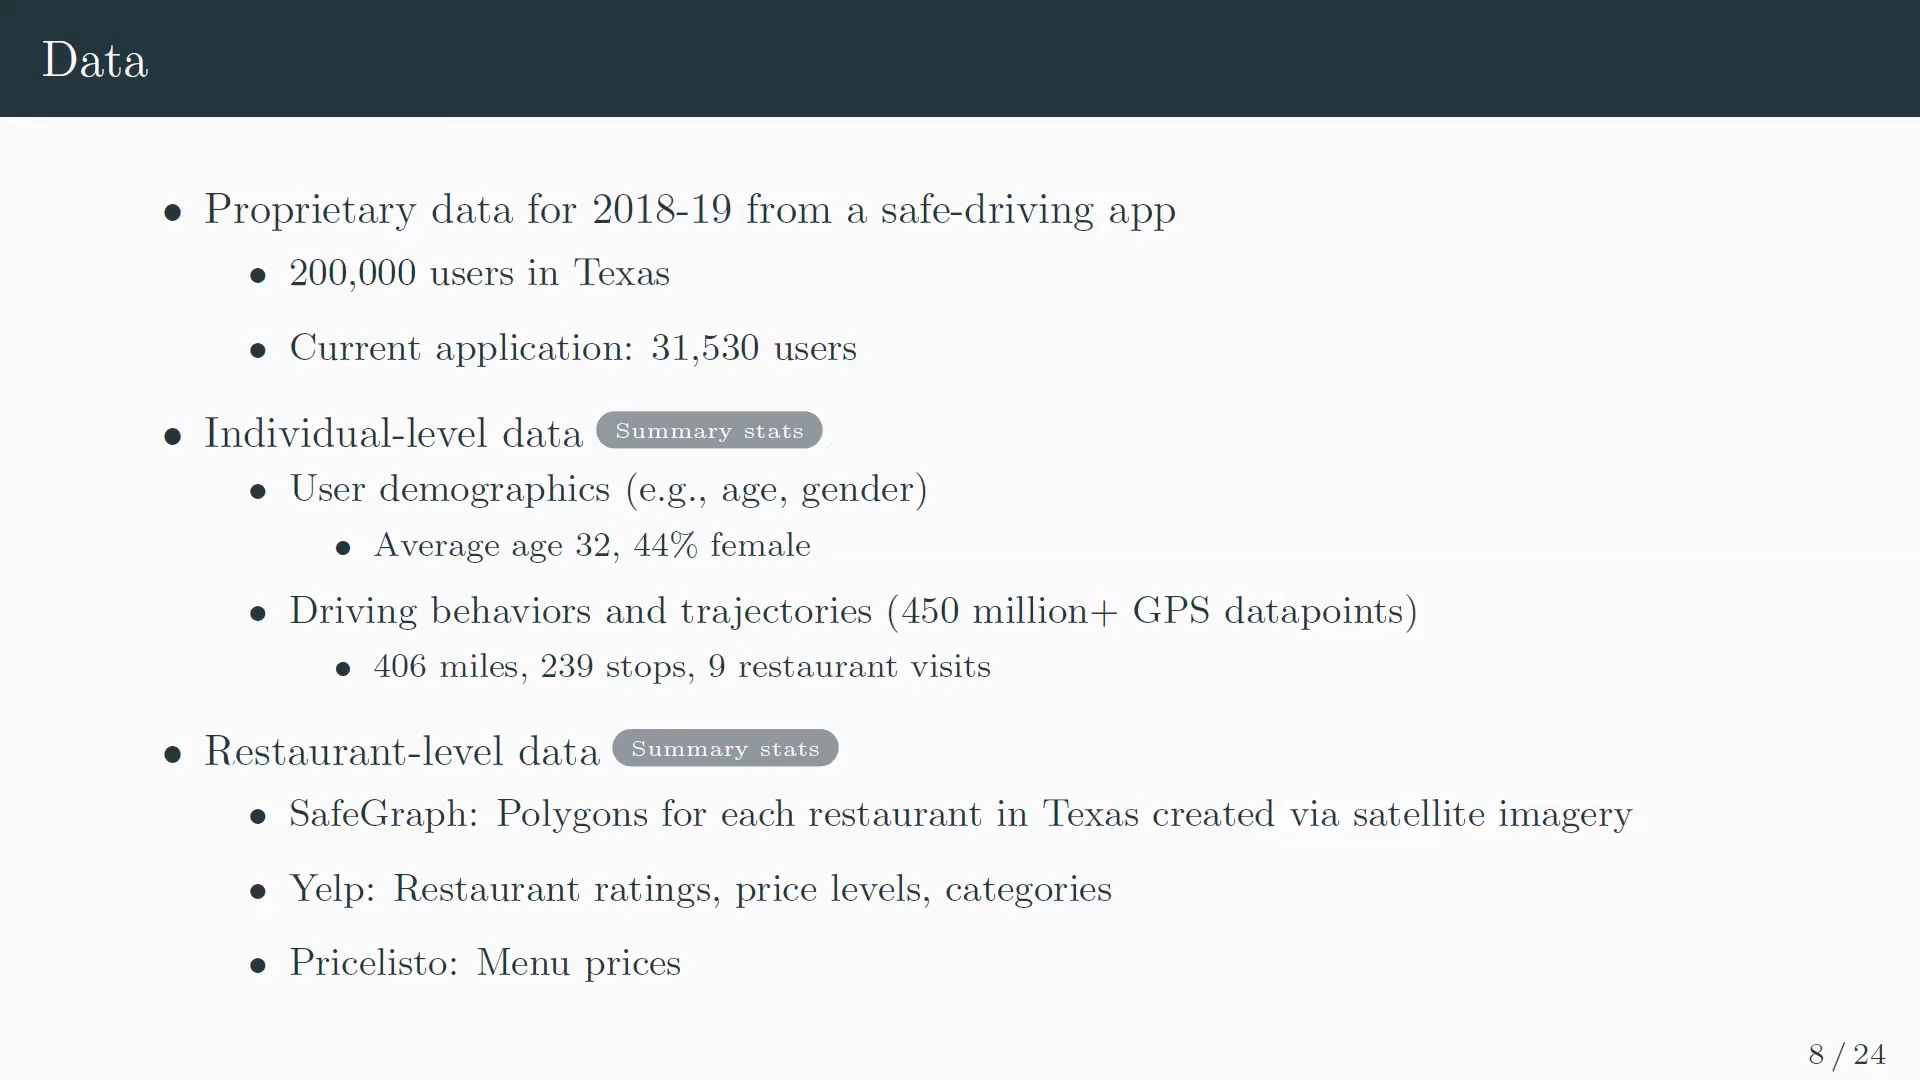 Data
• Proprietary data for 2018-19 from a safe-driving app
• 200,000 users in Texas
• Current application: 31,530 users
• Individual-level data Summary stats
• User demographics (e.g., age, gender)
• Average age 32, 44% female
• Driving behaviors and trajectories (450 million+ GPS datapoints)
• 406 miles, 239 stops, 9 restaurant visits
• Restaurant-level data Summary stats
• SafeGraph: Polygons for each restaurant in Texas created via satellite imagery
• Yelp: Restaurant ratings, price levels, categories
• Pricelisto: Menu prices
8 / 24